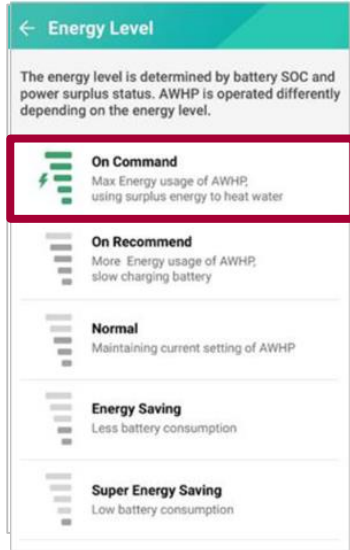 Energy Level
The energy level is determined by battery SOC and
power surplus status. AWHP is operated differently
depending on the energy level.
On Command
Max Energy usage of AWHP,
using surplus energy to heat water
On Recommend
More Energy usage of AWHP,
slow charging battery
Normal
Maintaining current setting of AWHP
Energy Saving
Less battery consumption
Super Energy Saving
Low battery consumption